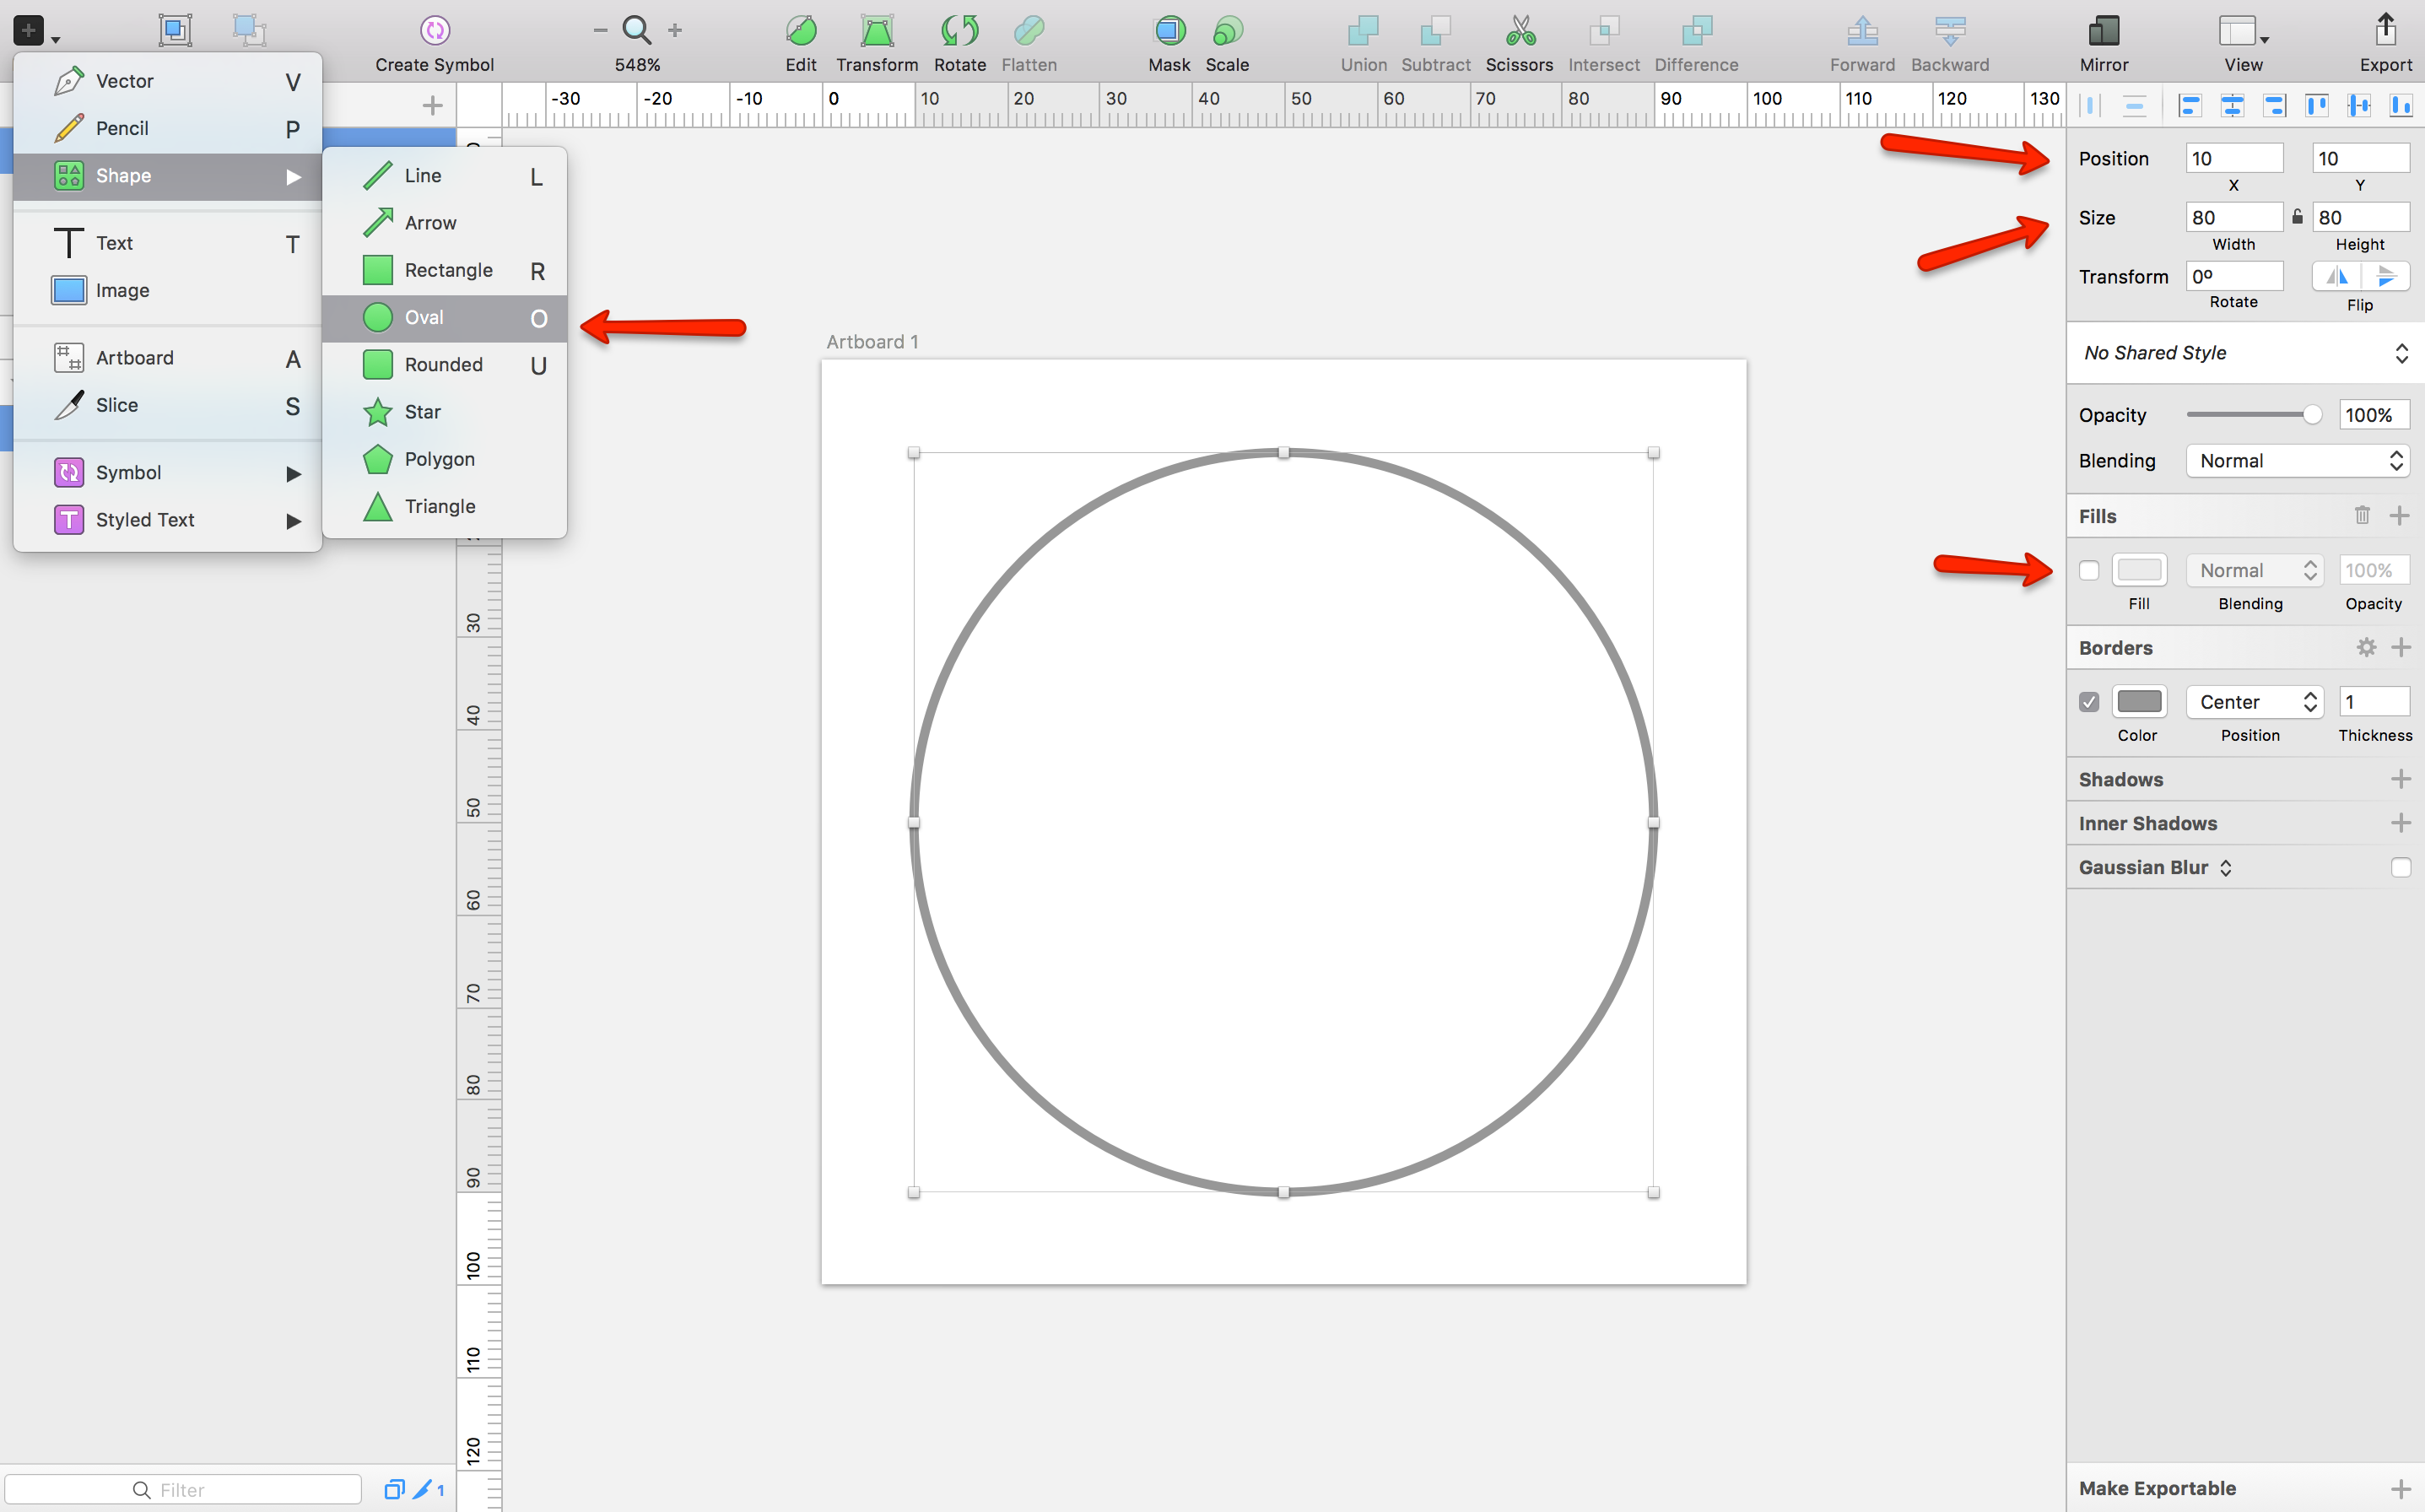 Create Symbol
548%
Edit
Transform
Rotate
Flatten
Mask
Scale
Union
Subtract
Scissors
Intersect
Difference
Forward
Backward
Mirror
View
Export
Vector V
Pencil P
Shape
Text T
Image
Artboard A
Slice S
Symbol
Styled Text
Line L
Arrow
Rectangle R
Oval O
Rounded U
Star
Polygon
Triangle
-30 -20 -10 0 10 20 30 40 50 60 70 80 90 100 110 120 130
30
40
50
60
70
80
90
100
110
120
Artboard 1
Position 10 10
X Y
Size 80 80
Width Height
Transform 0º
Rotate Flip
No Shared Style
Opacity 100%
Blending Normal
Fills
Normal 100%
Fill Blending Opacity
Borders
Center 1
Color Position Thickness
Shadows
Inner Shadows
Gaussian Blur
Filter
1
Make Exportable